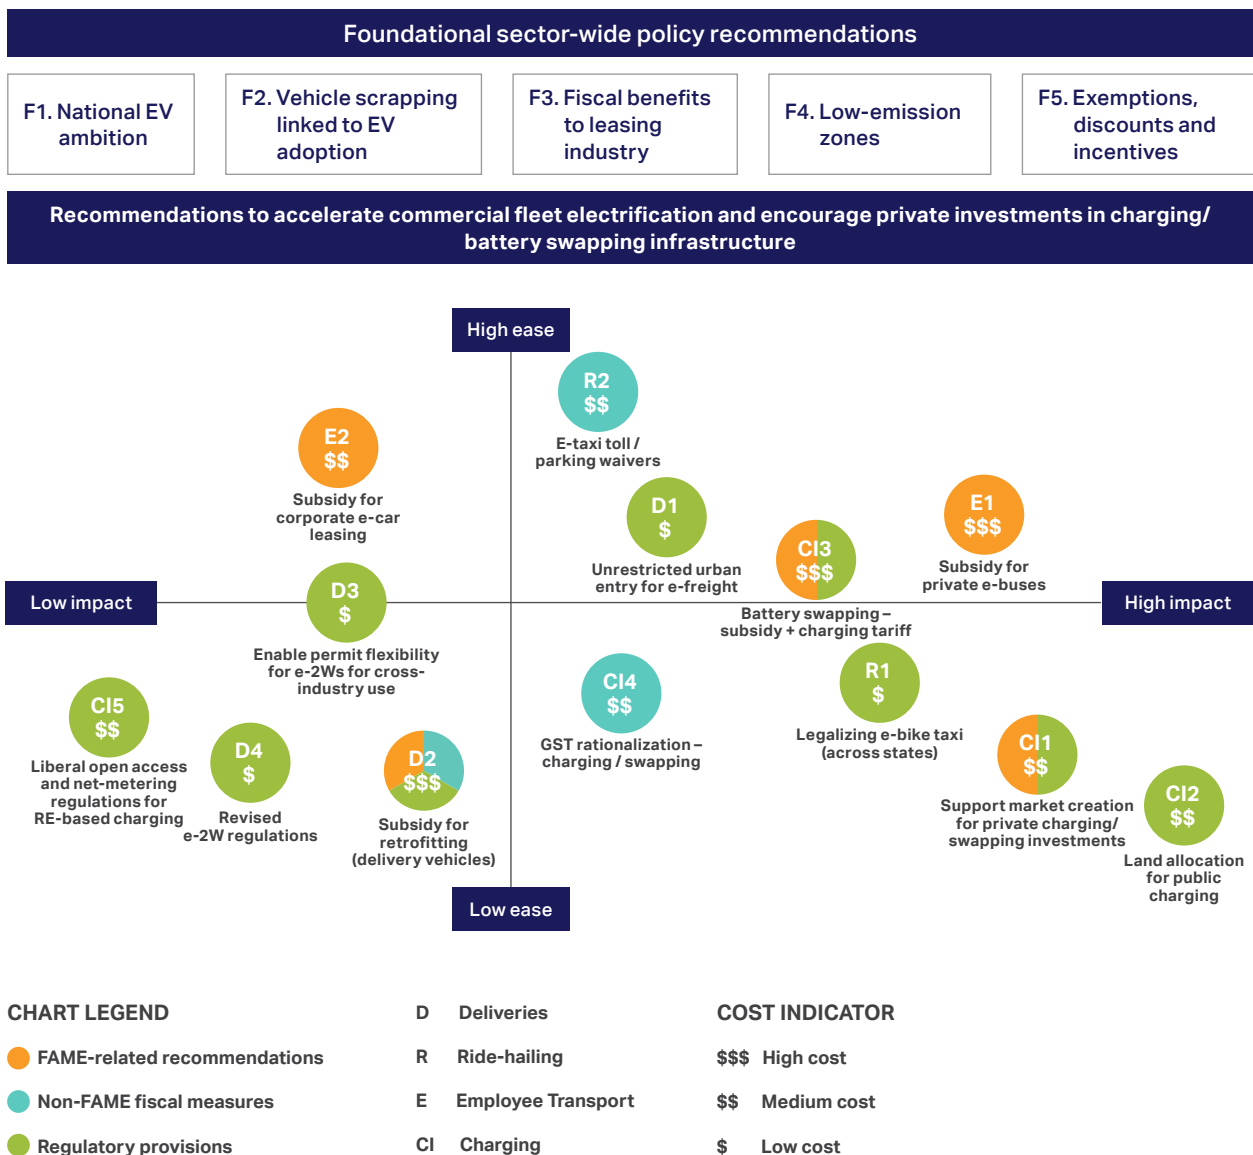 Foundational sector-wide policy recommendations
F1. National EV
ambition
F2. Vehicle scrapping
linked to EV
adoption
F3. Fiscal benefits
to leasing
industry
F4. Low-emission
zones
F5. Exemptions,
discounts and
incentives
Recommendations to accelerate commercial fleet electrification and encourage private investments in charging/
battery swapping infrastructure
High ease
R2
$$
E-taxi toll /
parking waivers
E2
$$
Subsidy for
corporate e-car
leasing
D1
$
Unrestricted urban
entry for e-freight
CI3
$$$
Battery swapping –
subsidy + charging tariff
E1
$$$
Subsidy for
private e-buses
Low impact
D3
$
Enable permit flexibility
for e-2Ws for cross-
industry use
High impact
CI5
$$
Liberal open access
and net-metering
regulations for
RE-based charging
D4
$
Revised
e-2W regulations
D2
$$$
Subsidy for
retrofitting
(delivery vehicles)
CI4
$$
GST rationalization –
charging / swapping
R1
$
Legalizing e-bike taxi
(across states)
CI1
$$
Support market creation
for private charging/
swapping investments
CI2
$$
Land allocation
for public
charging
Low ease
CHART LEGEND
FAME-related recommendations
Non-FAME fiscal measures
Regulatory provisions
D Deliveries
R Ride-hailing
E Employee Transport
CI Charging
COST INDICATOR
$$$ High cost
$$ Medium cost
$ Low cost